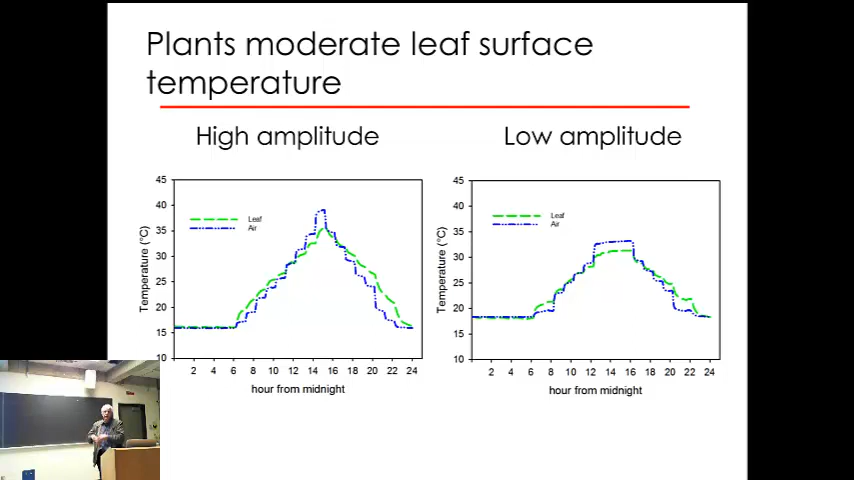 Plants moderate leaf surface
temperature
High amplitude
Low amplitude
45
40
35
30
25
20
15
10
Temperature (°C)
Leaf
Air
2 4 6 8 10 12 14 16 18 20 22 24
hour from midnight
45
40
35
30
25
20
15
10
Temperature (°C)
Leaf
Air
2 4 6 8 10 12 14 16 18 20 22 24
hour from midnight